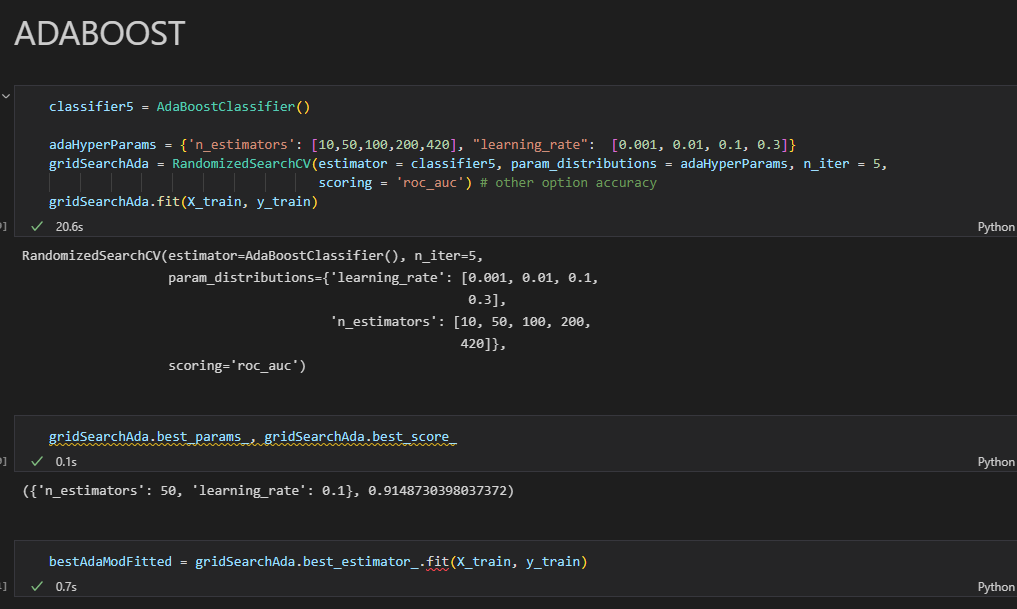 ADABOOST
classifier5 = AdaBoostClassifier()
adaHyperParams = {'n_estimators': [10,50,100,200,420], "learning_rate":  [0.001, 0.01, 0.1, 0.3]}
gridSearchAda = RandomizedSearchCV(estimator = classifier5, param_distributions = adaHyperParams, n_iter = 5,
scoring = 'roc_auc') # other option accuracy
gridSearchAda.fit(X_train, y_train)
] 20.6s Python
RandomizedSearchCV(estimator=AdaBoostClassifier(), n_iter=5,
param_distributions={'learning_rate': [0.001, 0.01, 0.1,
0.3],
'n_estimators': [10, 50, 100, 200,
420]},
scoring='roc_auc')
gridSearchAda.best_params_, gridSearchAda.best_score_
] 0.1s Python
({'n_estimators': 50, 'learning_rate': 0.1}, 0.9148730398037372)
bestAdaModFitted = gridSearchAda.best_estimator_.fit(X_train, y_train)
] 0.7s Python